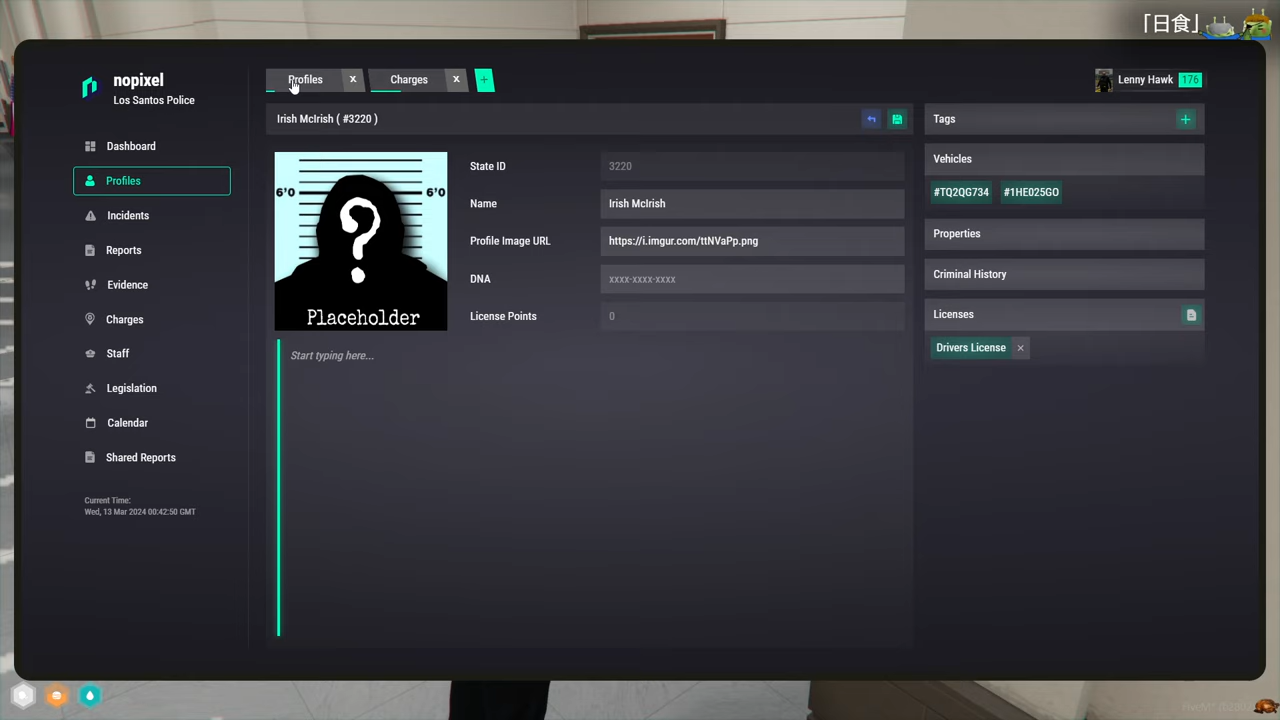 「日食」
nopixel
Los Santos Police
Profiles x
Charges x
+
Lenny Hawk 176
Dashboard
Profiles
Incidents
Reports
Evidence
Charges
Staff
Legislation
Calendar
Shared Reports
Current Time:
Wed, 13 Mar 2024 00:42:50 GMT
Irish McIrish ( #3220 )
6'0 6'0
?
Placeholder
State ID 3220
Name Irish McIrish
Profile Image URL https://i.imgur.com/ttNVaPp.png
DNA xxxx-xxxx-xxxx
License Points 0
Start typing here...
Tags +
Vehicles
#TQ2QG734 #1HE025GO
Properties
Criminal History
Licenses
Drivers License ×